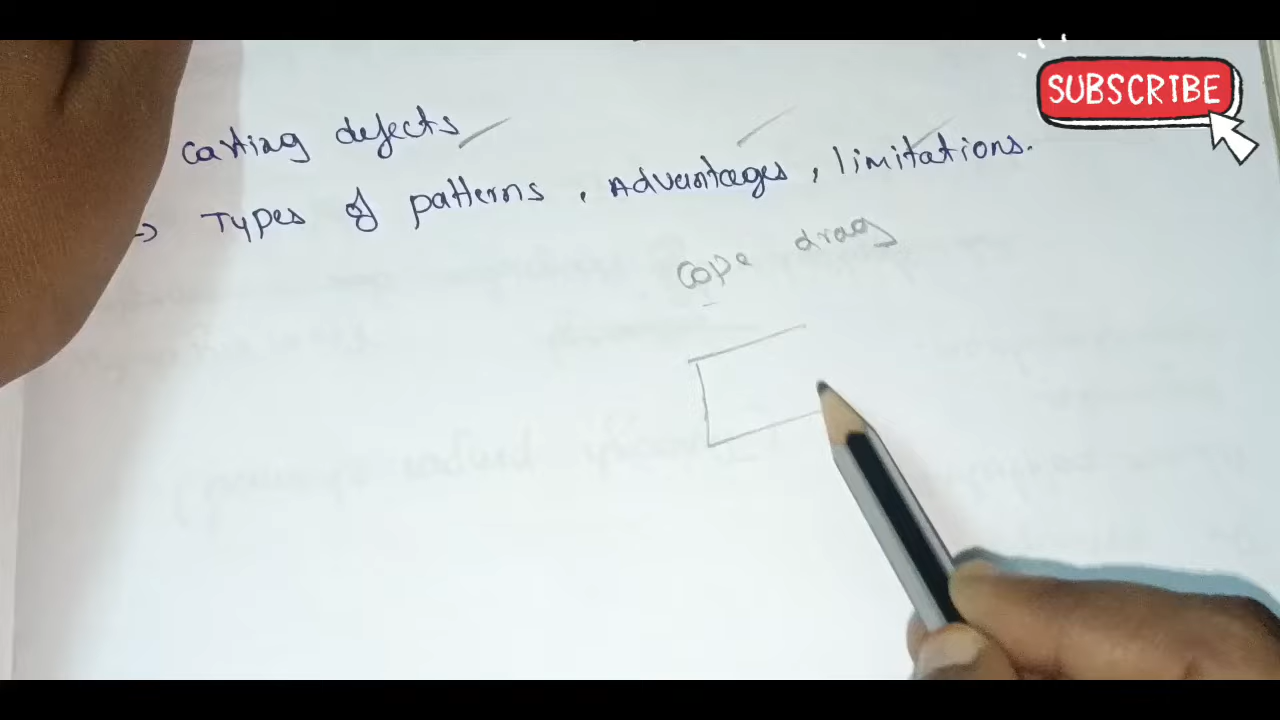 SUBSCRIBE
casting defects
→ Types of patterns, Advantages, limitations.
cope drag